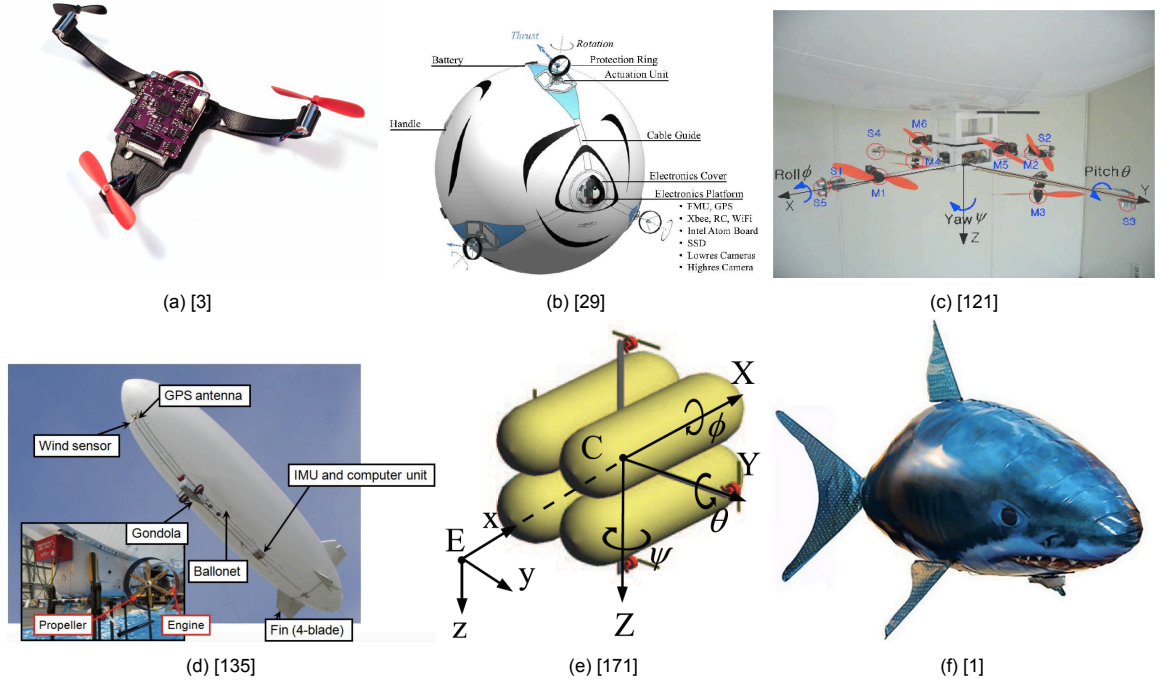 Thrust
Rotation
Battery
Protection Ring
Actuation Unit
Handle
Cable Guide
Electronics Cover
Electronics Platform
• FMU, GPS
• Xbee, RC, WiFi
• Intel Atom Board
• SSD
• Lowres Cameras
• Highres Camera
M6
S4
S2
M4
M5
M2
Roll ϕ
S1
M1
Pitch θ
X
S5
Yaw ψ
M3
Y
Z
S3
(a) [3]
(b) [29]
(c) [121]
GPS antenna
Wind sensor
IMU and computer unit
Gondola
Ballonet
Propeller
Engine
Fin (4-blade)
X
ϕ
C
Y
x
θ
E
ψ
y
z
Z
(d) [135]
(e) [171]
(f) [1]